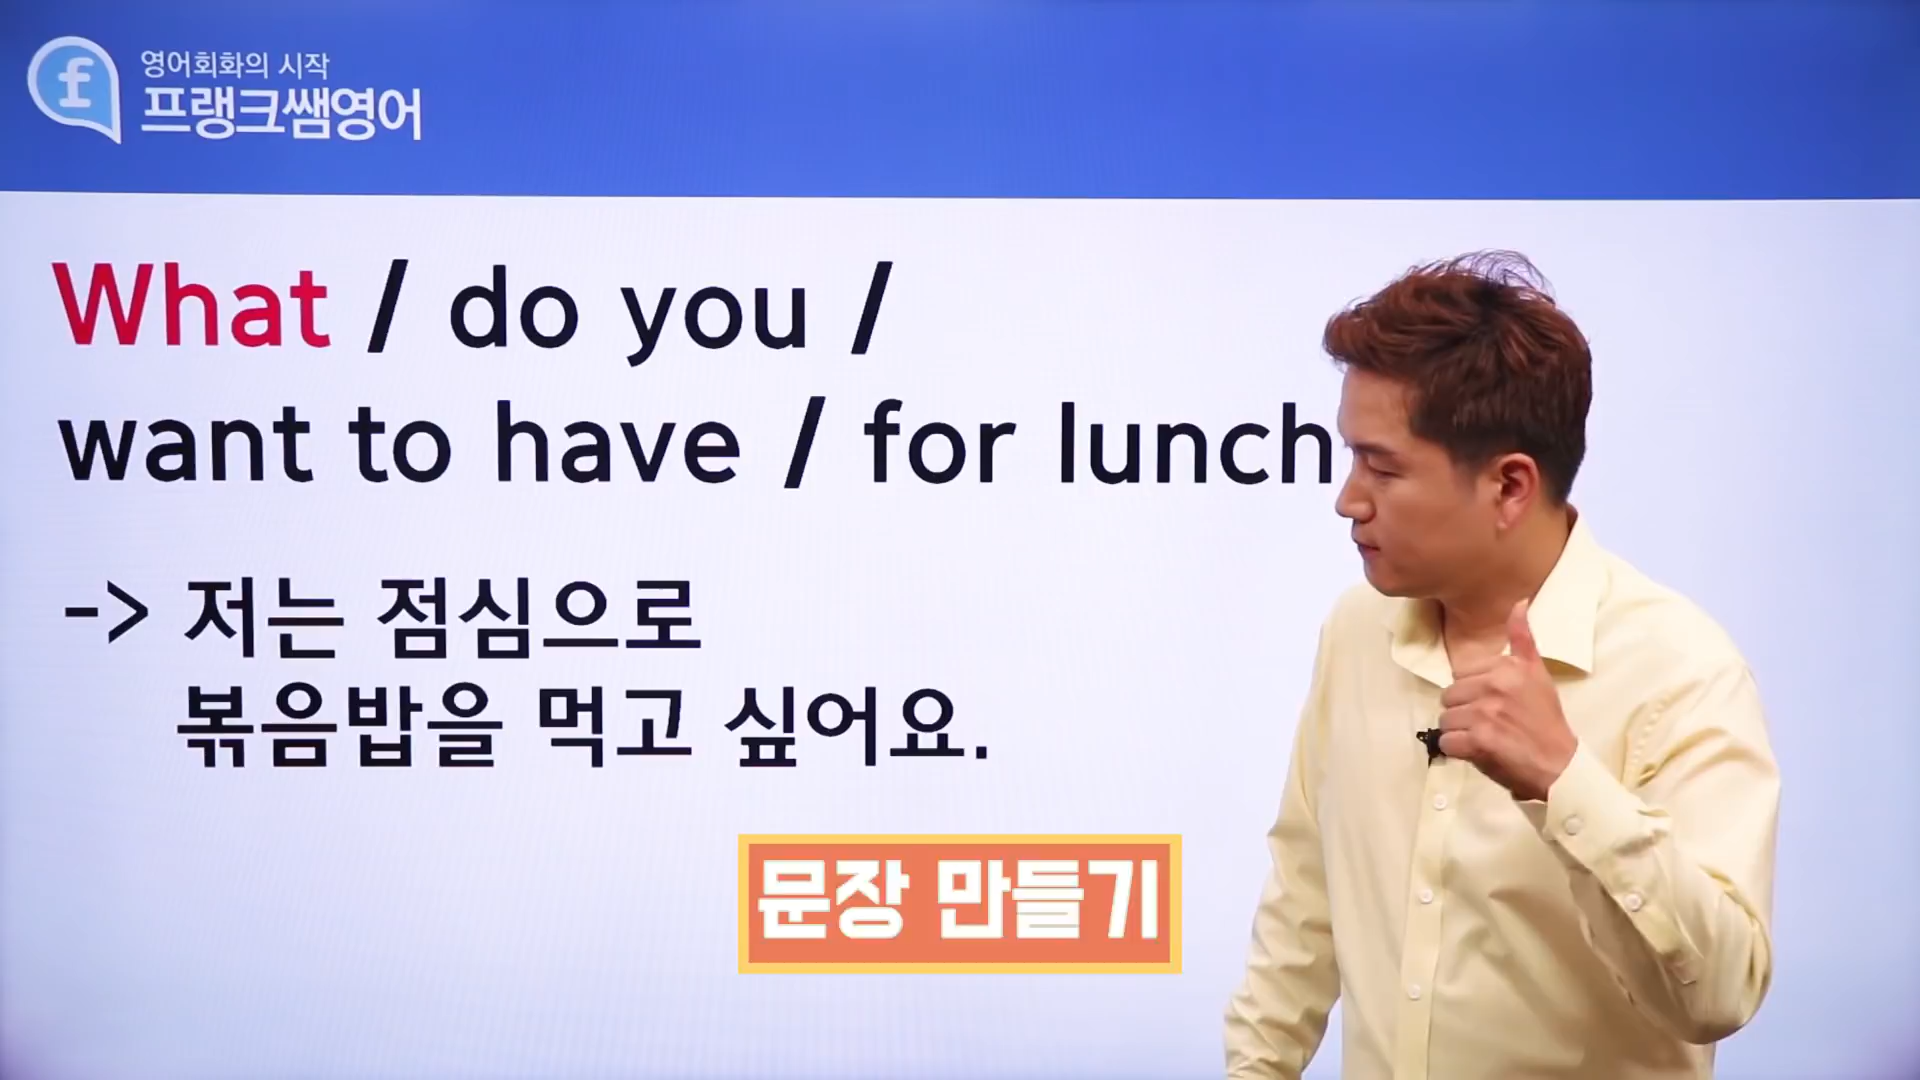 f
영어회화의 시작
프랭크쌤영어
What / do you /
want to have / for lunch
-> 저는 점심으로
볶음밥을 먹고 싶어요.
문장 만들기